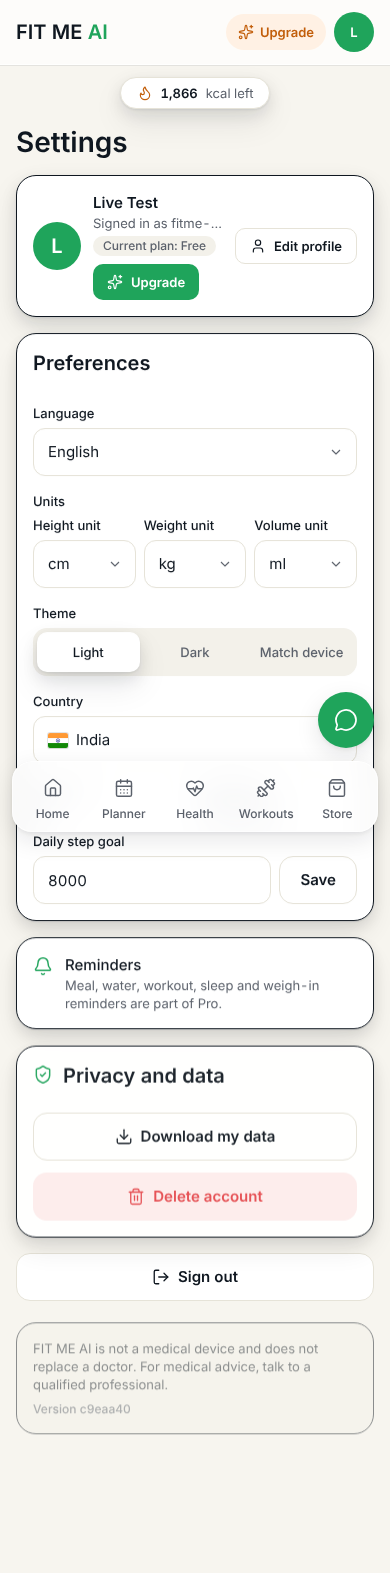 FIT ME AI
Upgrade
L
1,866 kcal left
Settings
L
Live Test
Signed in as fitme-...
Current plan: Free
Upgrade
Edit profile
Preferences
Language
English
Units
Height unit Weight unit Volume unit
cm kg ml
Theme
Light Dark Match device
Country
India
Home Planner Health Workouts Store
Daily step goal
8000 Save
Reminders
Meal, water, workout, sleep and weigh-in
reminders are part of Pro.
Privacy and data
Download my data
Delete account
Sign out
FIT ME AI is not a medical device and does not
replace a doctor. For medical advice, talk to a
qualified professional.
Version c9eaa40